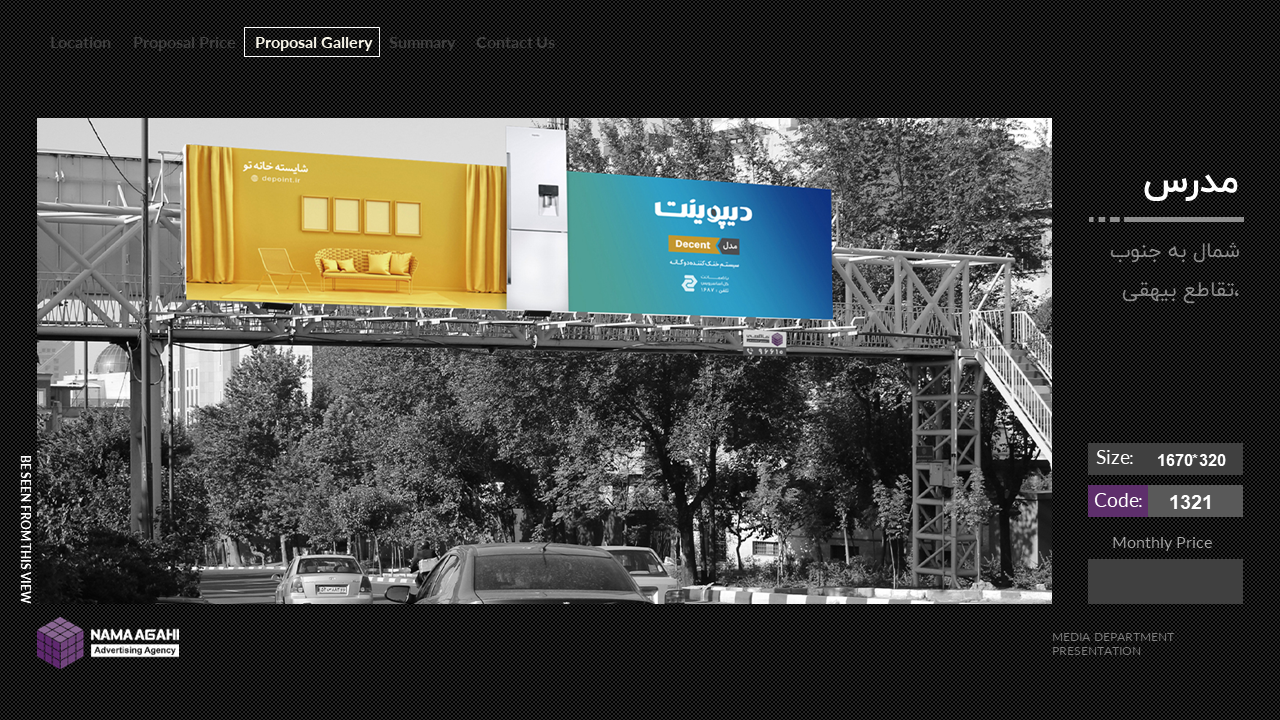 Location
Proposal Price
Proposal Gallery
Summary
Contact Us
شایسته خانه تو
depoint.ir
دیپوینت
مدل Decent
سیستم خنک‌کننده دوگانه
تلفن: ۱۶۸۷
مدرس
شمال به جنوب
،تقاطع بیهقی
Size: 1670*320
Code: 1321
Monthly Price
BE SEEN FROM THIS VIEW
NAMA AGAHI
Advertising Agency
MEDIA DEPARTMENT
PRESENTATION